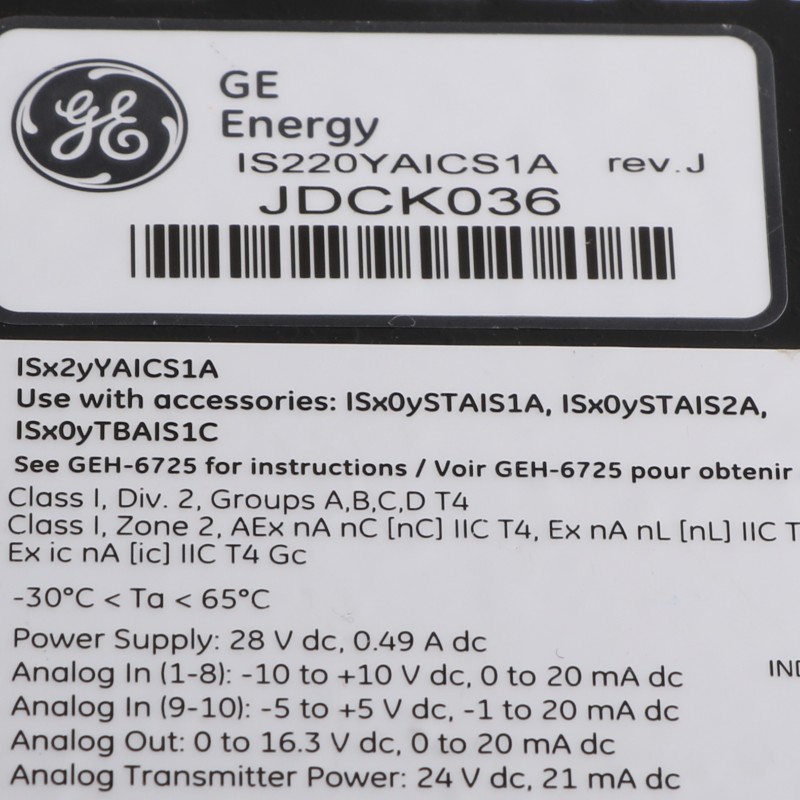 GE
GE
Energy
IS220YAICS1A rev.J
JDCK036
ISx2yYAICS1A
Use with accessories: ISx0ySTAIS1A, ISx0ySTAIS2A,
ISx0yTBAIS1C
See GEH-6725 for instructions / Voir GEH-6725 pour obtenir
Class I, Div. 2, Groups A,B,C,D T4
Class I, Zone 2, AEx nA nC [nC] IIC T4, Ex nA nL [nL] IIC T
Ex ic nA [ic] IIC T4 Gc
-30°C < Ta < 65°C
Power Supply: 28 V dc, 0.49 A dc
Analog In (1-8): -10 to +10 V dc, 0 to 20 mA dc
IND
Analog In (9-10): -5 to +5 V dc, -1 to 20 mA dc
Analog Out: 0 to 16.3 V dc, 0 to 20 mA dc
Analog Transmitter Power: 24 V dc, 21 mA dc